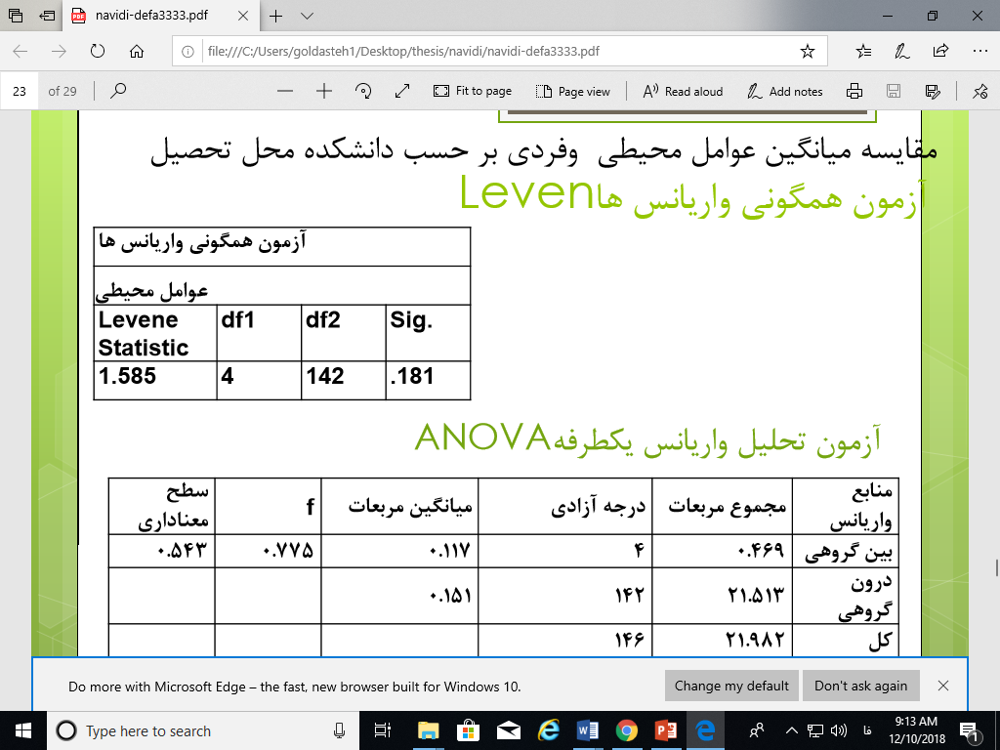 navidi-defa3333.pdf
file:///C:/Users/goldasteh1/Desktop/thesis/navidi/navidi-defa3333.pdf
23 of 29 Fit to page Page view Read aloud Add notes
مقایسه میانگین عوامل محیطی وفردی بر حسب دانشکده محل تحصیل
آزمون همگونی واریانس هاLeven
آزمون همگونی واریانس ها
عوامل محیطی
Levene df1 df2 Sig.
Statistic
1.585 4 142 .181
آزمون تحلیل واریانس یکطرفهANOVA
منابع واریانس مجموع مربعات درجه آزادی میانگین مربعات f سطح معناداری
بین گروهی ۰.۴۶۹ ۴ ۰.۱۱۷ ۰.۷۷۵ ۰.۵۴۳
درون گروهی ۲۱.۵۱۳ ۱۴۲ ۰.۱۵۱
کل ۲۱.۹۸۲ ۱۴۶
Do more with Microsoft Edge – the fast, new browser built for Windows 10. Change my default Don't ask again
Type here to search فا 9:13 AM
12/10/2018 1